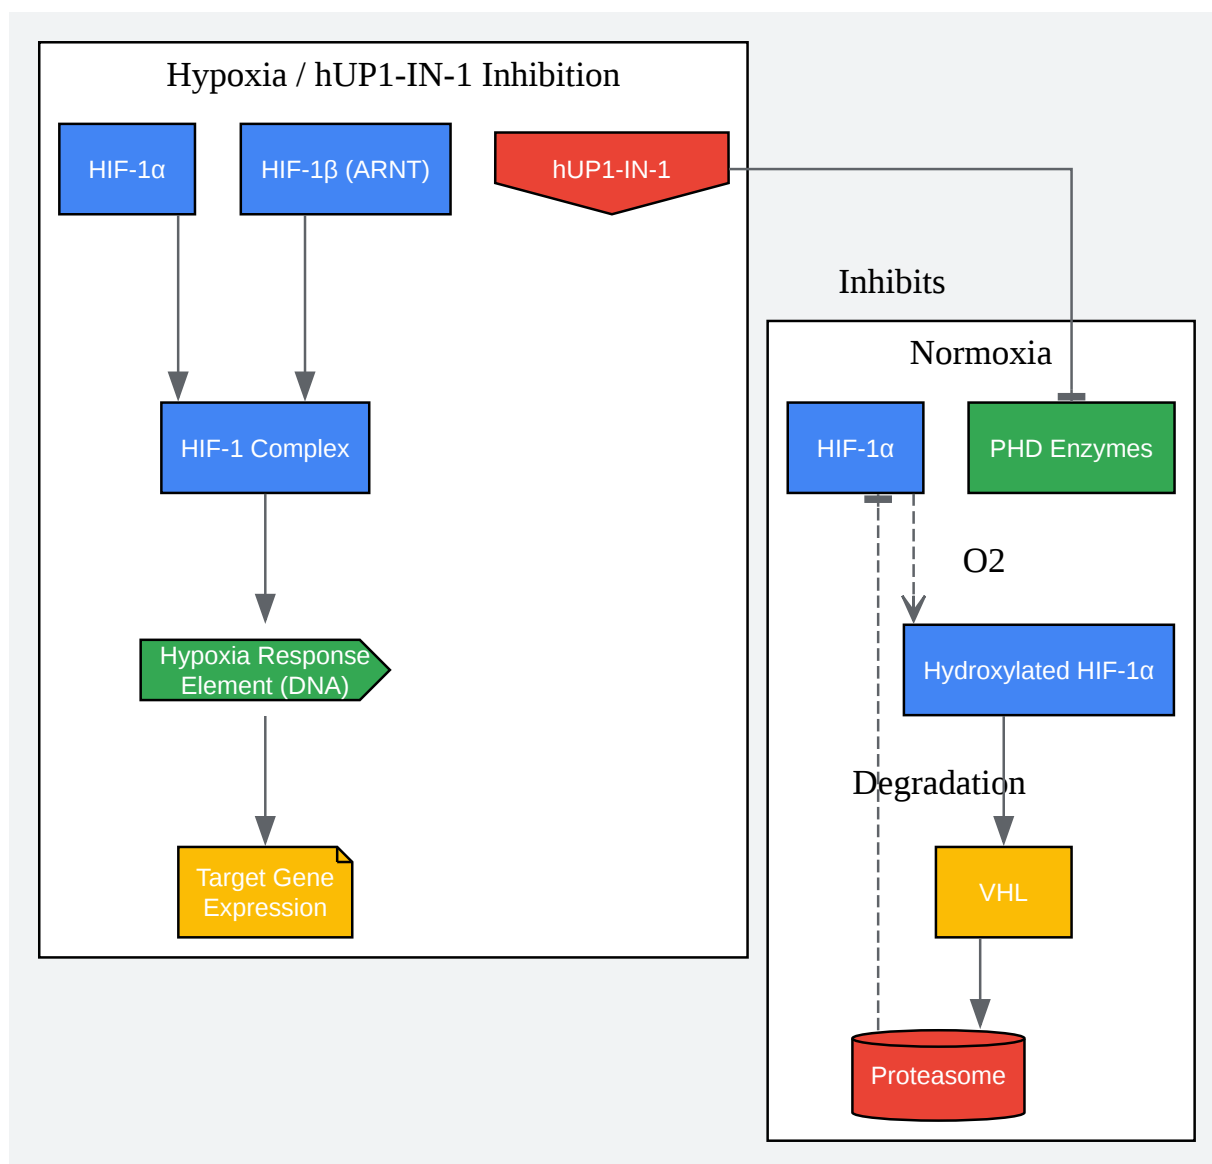 Hypoxia / hUP1-IN-1 Inhibition
HIF-1α
HIF-1β (ARNT)
hUP1-IN-1
HIF-1 Complex
Hypoxia Response
Element (DNA)
Target Gene
Expression
Inhibits
Normoxia
HIF-1α
PHD Enzymes
O2
Hydroxylated HIF-1α
Degradation
VHL
Proteasome